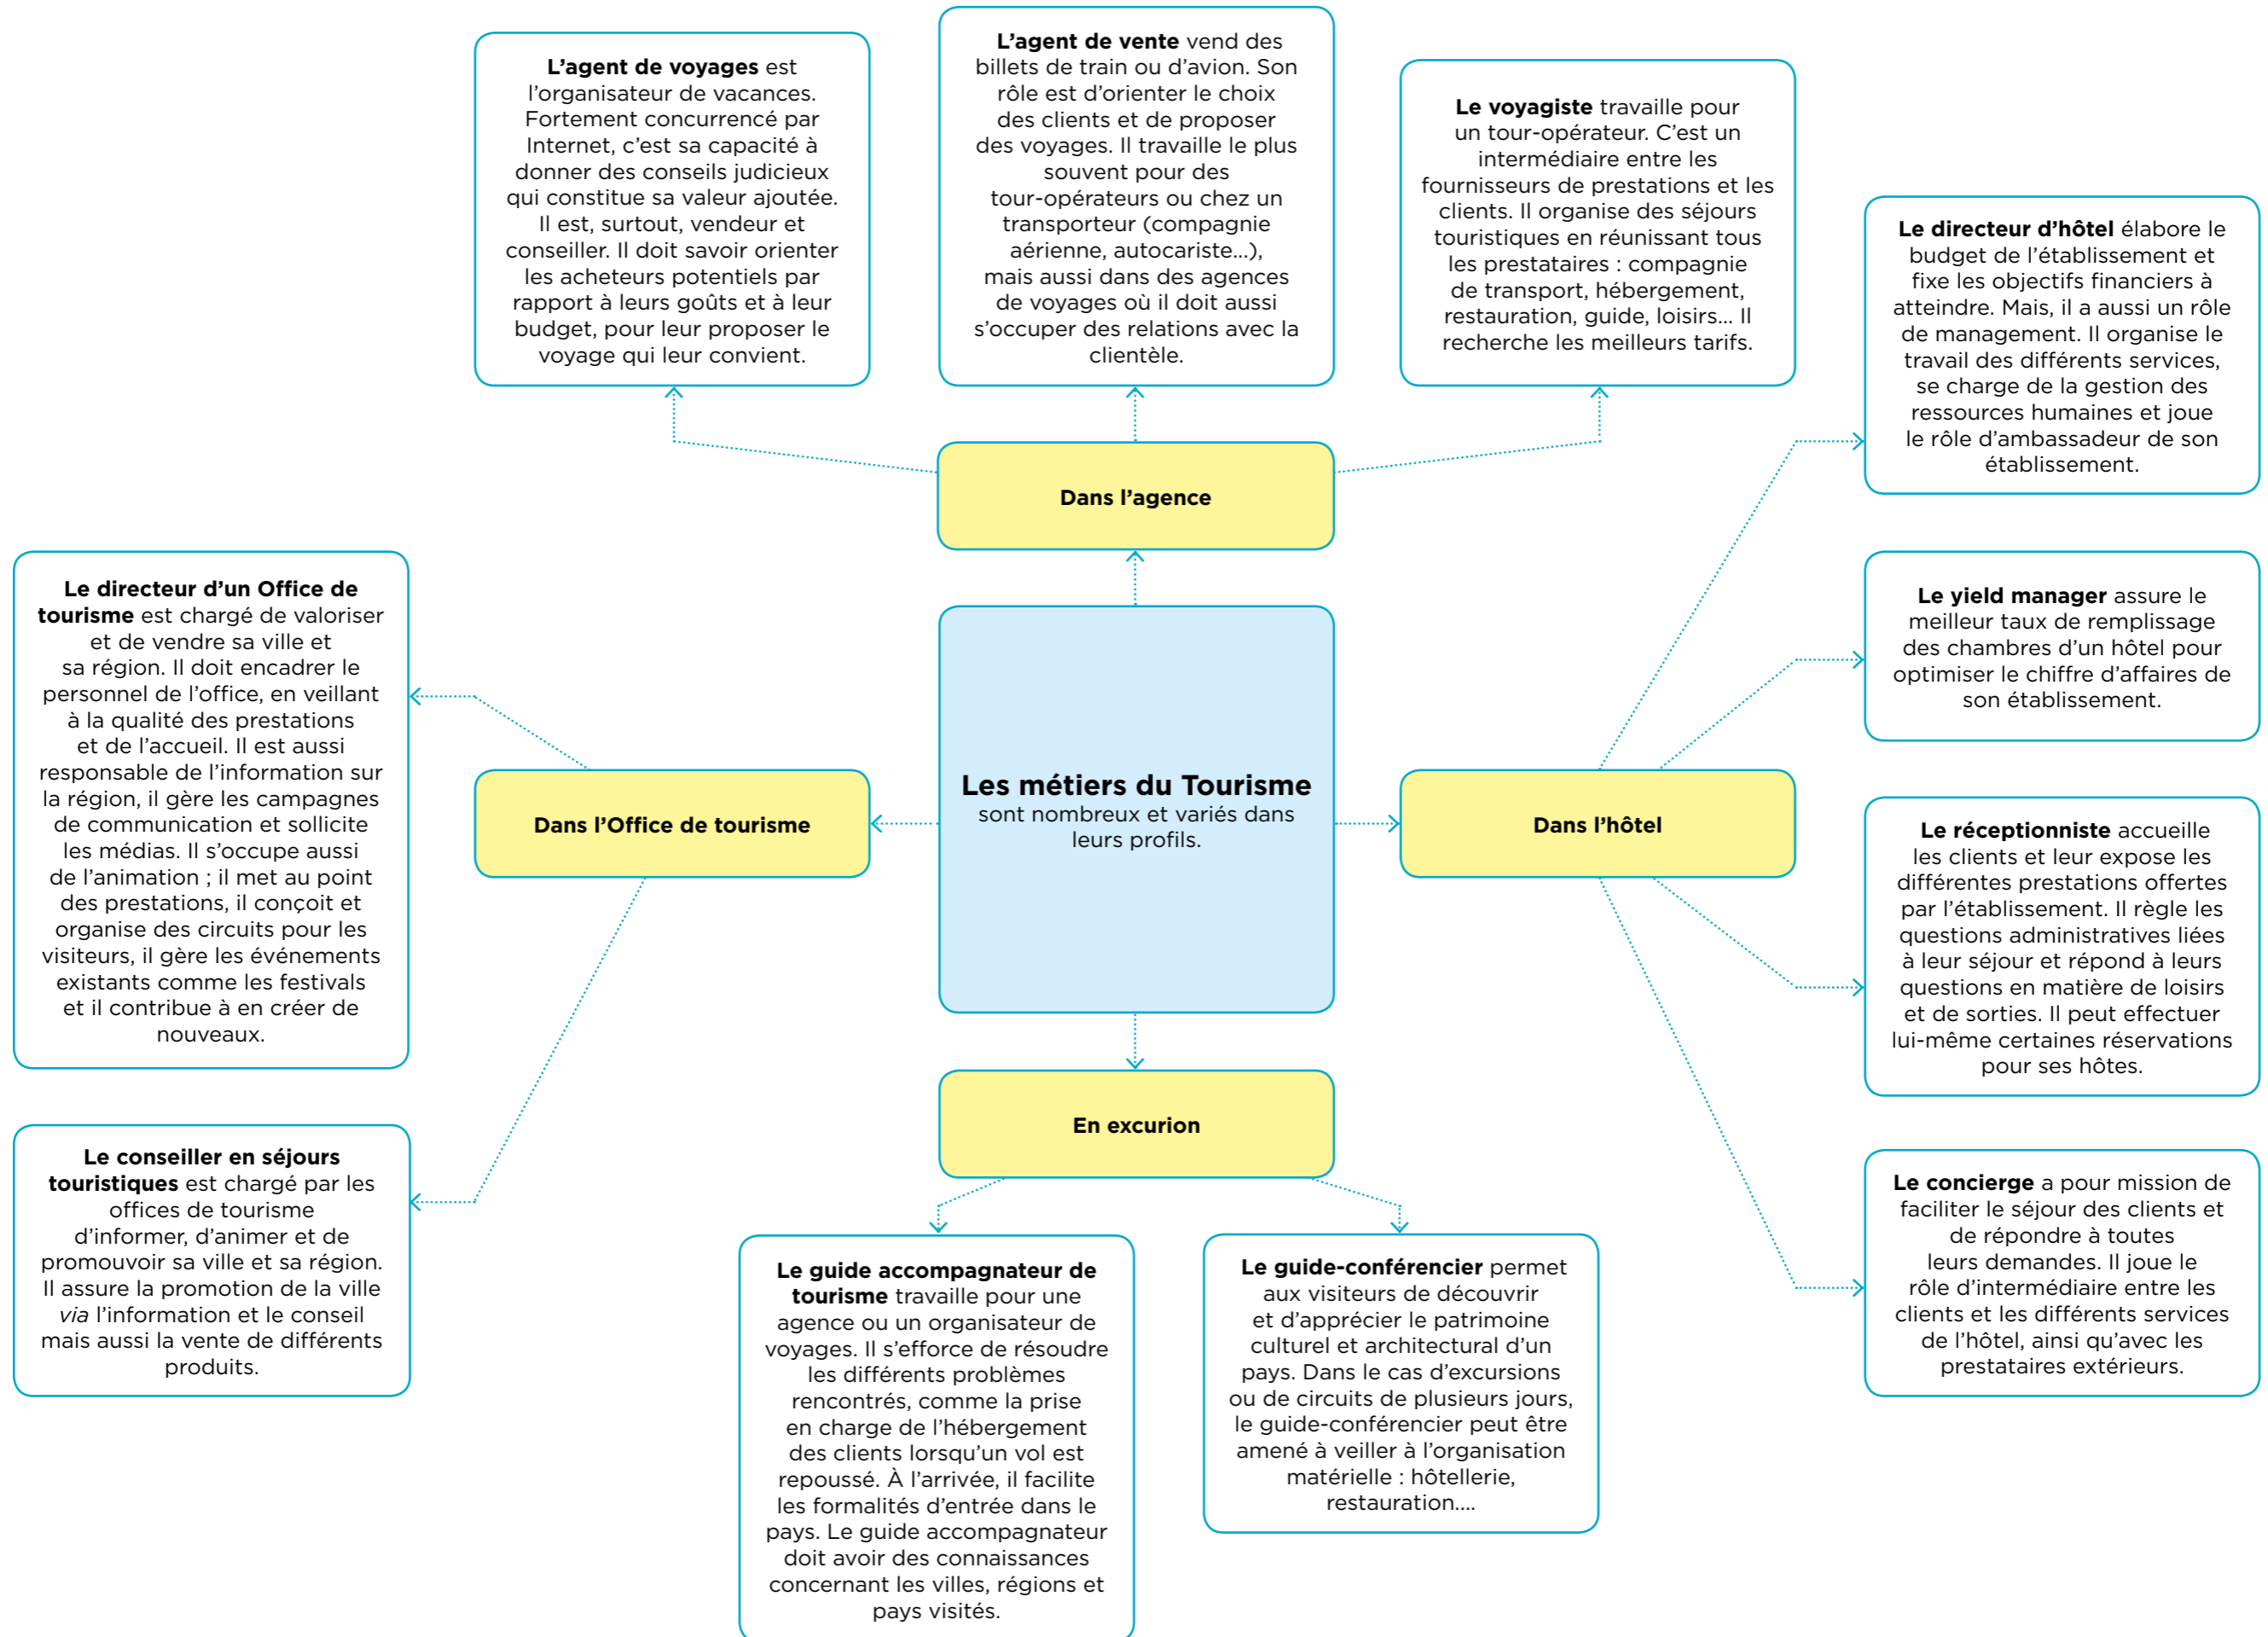 L'agent de voyages est
l'organisateur de vacances.
Fortement concurrencé par
Internet, c'est sa capacité à
donner des conseils judicieux
qui constitue sa valeur ajoutée.
Il est, surtout, vendeur et
conseiller. Il doit savoir orienter
les acheteurs potentiels par
rapport à leurs goûts et à leur
budget, pour leur proposer le
voyage qui leur convient.
L'agent de vente vend des
billets de train ou d'avion. Son
rôle est d'orienter le choix
des clients et de proposer
des voyages. Il travaille le plus
souvent pour des
tour-opérateurs ou chez un
transporteur (compagnie
aérienne, autocariste...),
mais aussi dans des agences
de voyages où il doit aussi
s'occuper des relations avec la
clientèle.
Le voyagiste travaille pour
un tour-opérateur. C'est un
intermédiaire entre les
fournisseurs de prestations et les
clients. Il organise des séjours
touristiques en réunissant tous
les prestataires : compagnie
de transport, hébergement,
restauration, guide, loisirs... Il
recherche les meilleurs tarifs.
Dans l'agence
Le directeur d'hôtel élabore le
budget de l'établissement et
fixe les objectifs financiers à
atteindre. Mais, il a aussi un rôle
de management. Il organise le
travail des différents services,
se charge de la gestion des
ressources humaines et joue
le rôle d'ambassadeur de son
établissement.
Le yield manager assure le
meilleur taux de remplissage
des chambres d'un hôtel pour
optimiser le chiffre d'affaires de
son établissement.
Le directeur d'un Office de
tourisme est chargé de valoriser
et de vendre sa ville et
sa région. Il doit encadrer le
personnel de l'office, en veillant
à la qualité des prestations
et de l'accueil. Il est aussi
responsable de l'information sur
la région, il gère les campagnes
de communication et sollicite
les médias. Il s'occupe aussi
de l'animation ; il met au point
des prestations, il conçoit et
organise des circuits pour les
visiteurs, il gère les événements
existants comme les festivals
et il contribue à en créer de
nouveaux.
Dans l'Office de tourisme
Les métiers du Tourisme
sont nombreux et variés dans
leurs profils.
Dans l'hôtel
Le réceptionniste accueille
les clients et leur expose les
différentes prestations offertes
par l'établissement. Il règle les
questions administratives liées
à leur séjour et répond à leurs
questions en matière de loisirs
et de sorties. Il peut effectuer
lui-même certaines réservations
pour ses hôtes.
En excurion
Le conseiller en séjours
touristiques est chargé par les
offices de tourisme
d'informer, d'animer et de
promouvoir sa ville et sa région.
Il assure la promotion de la ville
via l'information et le conseil
mais aussi la vente de différents
produits.
Le concierge a pour mission de
faciliter le séjour des clients et
de répondre à toutes
leurs demandes. Il joue le
rôle d'intermédiaire entre les
clients et les différents services
de l'hôtel, ainsi qu'avec les
prestataires extérieurs.
Le guide accompagnateur de
tourisme travaille pour une
agence ou un organisateur de
voyages. Il s'efforce de résoudre
les différents problèmes
rencontrés, comme la prise
en charge de l'hébergement
des clients lorsqu'un vol est
repoussé. À l'arrivée, il facilite
les formalités d'entrée dans le
pays. Le guide accompagnateur
doit avoir des connaissances
concernant les villes, régions et
pays visités.
Le guide-conférencier permet
aux visiteurs de découvrir
et d'apprécier le patrimoine
culturel et architectural d'un
pays. Dans le cas d'excursions
ou de circuits de plusieurs jours,
le guide-conférencier peut être
amené à veiller à l'organisation
matérielle : hôtellerie,
restauration....